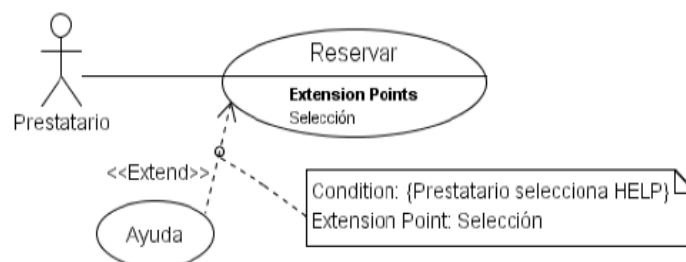 Reservar
Extension Points
Selección
Prestatario
<<Extend>>
Condition: {Prestatario selecciona HELP}
Extension Point: Selección
Ayuda